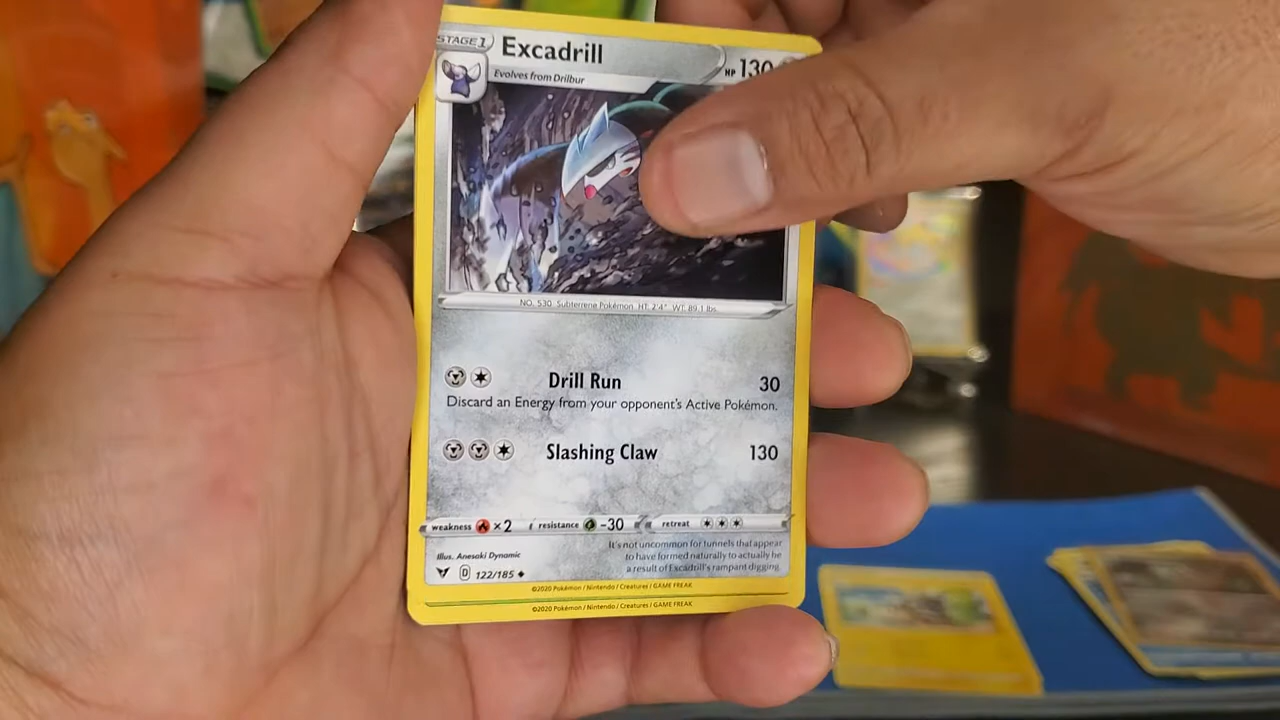 STAGE 1
Excadrill
HP 130
Evolves from Drilbur
NO. 530 Subterrene Pokémon HT: 2'4" WT: 89.1 lbs.
Drill Run 30
Discard an Energy from your opponent's Active Pokémon.
Slashing Claw 130
weakness ×2 resistance -30 retreat
Illus. Anesaki Dynamic
D 122/185
It's not uncommon for tunnels that appear
to have formed naturally to actually be
a result of Excadrill's rampant digging.
©2020 Pokémon / Nintendo / Creatures / GAME FREAK
©2020 Pokémon / Nintendo / Creatures / GAME FREAK